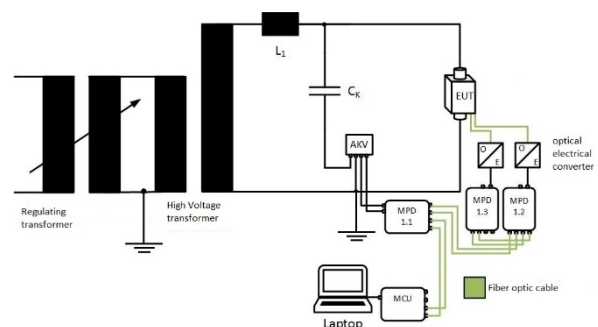 L1
CK
EUT
AKV
O
E
O
E
optical
electrical
converter
MPD
1.1
MPD
1.3
MPD
1.2
Regulating
transformer
High Voltage
transformer
MCU
Laptop
Fiber optic cable